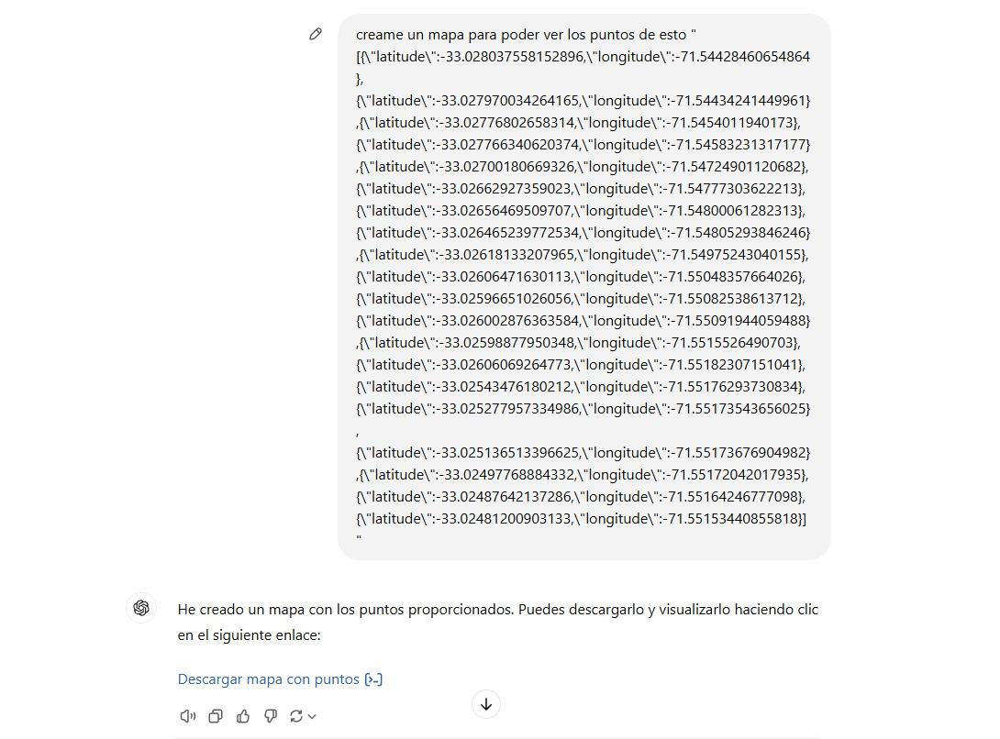 creame un mapa para poder ver los puntos de esto "
[{\"latitude\":-33.028037558152896,\"longitude\":-71.54428460654864
},
{\"latitude\":-33.027970034264165,\"longitude\":-71.54434241449961}
,{\"latitude\":-33.02776802658314,\"longitude\":-71.5454011940173},
{\"latitude\":-33.027766340620374,\"longitude\":-71.54583231317177}
,{\"latitude\":-33.02700180669326,\"longitude\":-71.54724901120682},
{\"latitude\":-33.02662927359023,\"longitude\":-71.54777303622213},
{\"latitude\":-33.02656469509707,\"longitude\":-71.54800061282313},
{\"latitude\":-33.026465239772534,\"longitude\":-71.54805293846246}
,{\"latitude\":-33.02618133207965,\"longitude\":-71.54975243040155},
{\"latitude\":-33.02606471630113,\"longitude\":-71.55048357664026},
{\"latitude\":-33.02596651026056,\"longitude\":-71.55082538613712},
{\"latitude\":-33.026002876363584,\"longitude\":-71.55091944059488}
,{\"latitude\":-33.02598877950348,\"longitude\":-71.5515526490703},
{\"latitude\":-33.02606069264773,\"longitude\":-71.55182307151041},
{\"latitude\":-33.02543476180212,\"longitude\":-71.55176293730834},
{\"latitude\":-33.025277957334986,\"longitude\":-71.55173543656025}
,
{\"latitude\":-33.025136513396625,\"longitude\":-71.55173676904982}
,{\"latitude\":-33.02497768884332,\"longitude\":-71.55172042017935},
{\"latitude\":-33.02487642137286,\"longitude\":-71.55164246777098},
{\"latitude\":-33.02481200903133,\"longitude\":-71.55153440855818}]
"
He creado un mapa con los puntos proporcionados. Puedes descargarlo y visualizarlo haciendo clic
en el siguiente enlace:
Descargar mapa con puntos